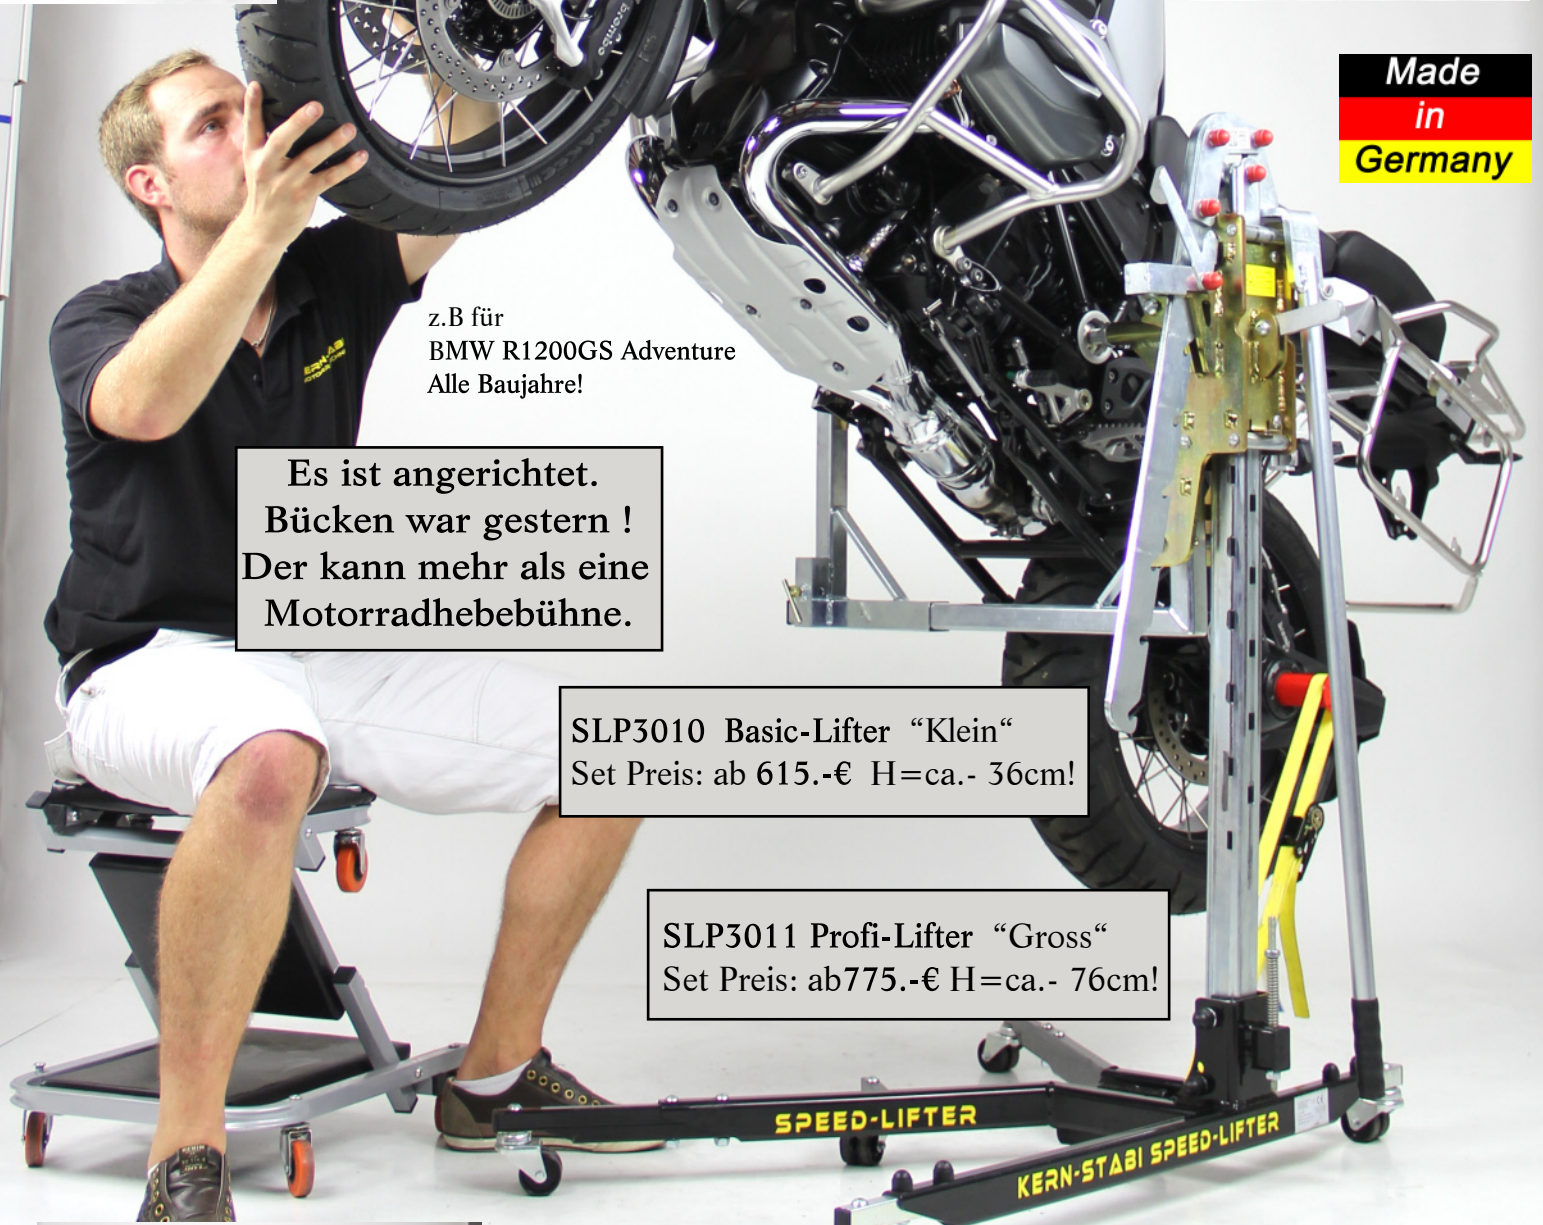 Made
in
Germany
brembo
z.B für
BMW R1200GS Adventure
Alle Baujahre!
Es ist angerichtet.
Bücken war gestern !
Der kann mehr als eine
Motorradhebebühne.
SLP3010 Basic-Lifter “Klein“
Set Preis: ab 615.-€ H=ca.- 36cm!
SLP3011 Profi-Lifter “Gross“
Set Preis: ab775.-€ H=ca.- 76cm!
SPEED-LIFTER
KERN-STABI SPEED-LIFTER